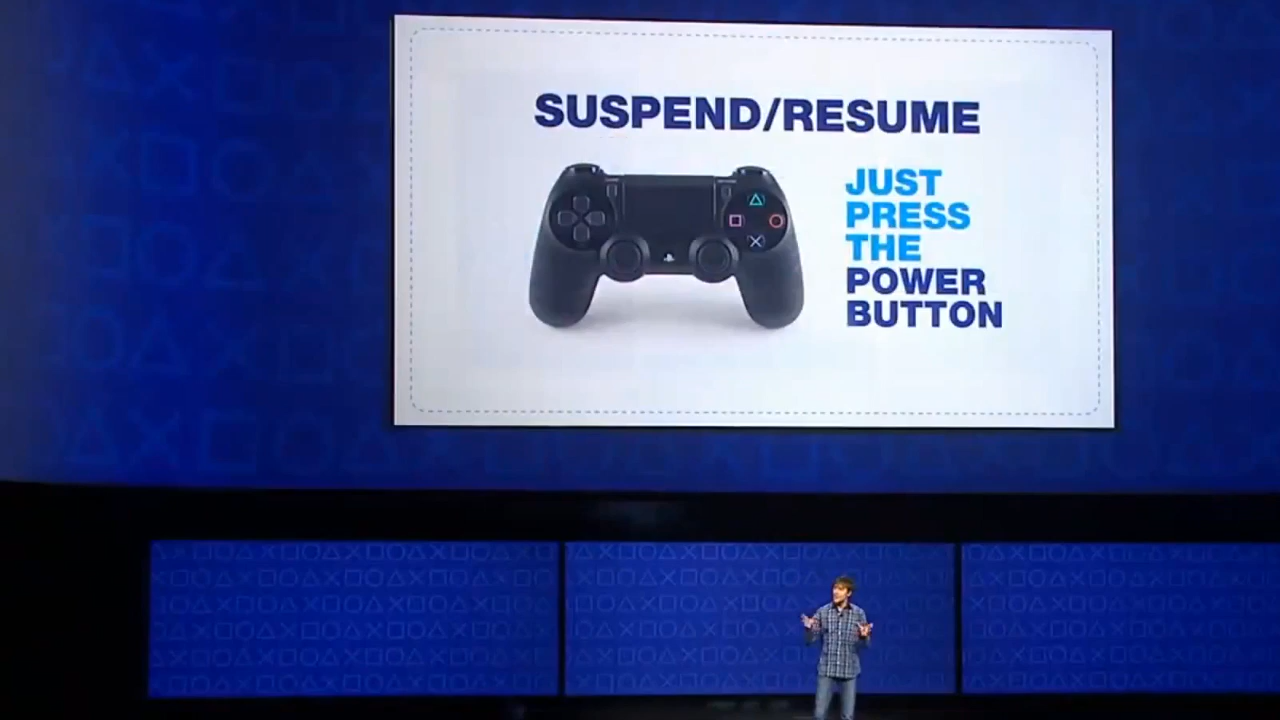 SUSPEND/RESUME
JUST
PRESS
THE
POWER
BUTTON